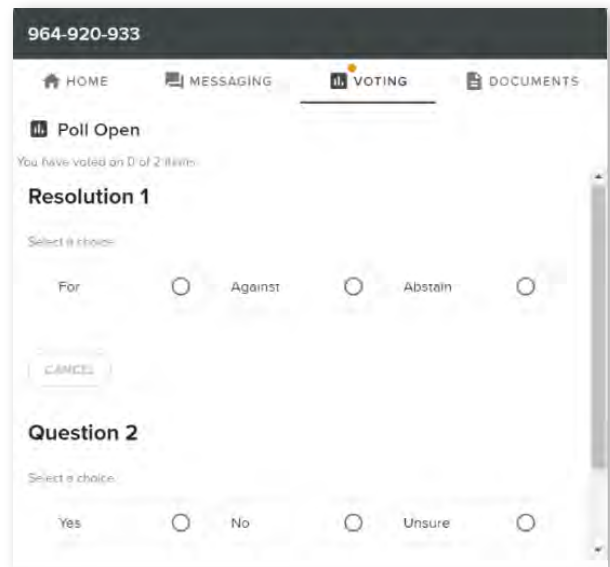 964-920-933
HOME MESSAGING VOTING DOCUMENTS
Poll Open
You have voted on 0 of 2 items
Resolution 1
Select a choice
For Against Abstain
CANCEL
Question 2
Select a choice
Yes No Unsure